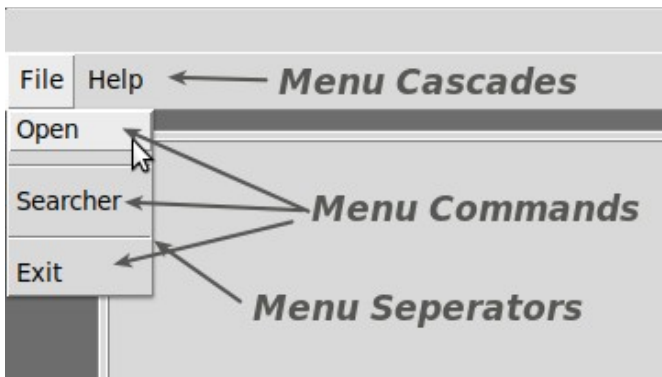 File Help Menu Cascades
Open
Searcher Menu Commands
Exit
Menu Seperators